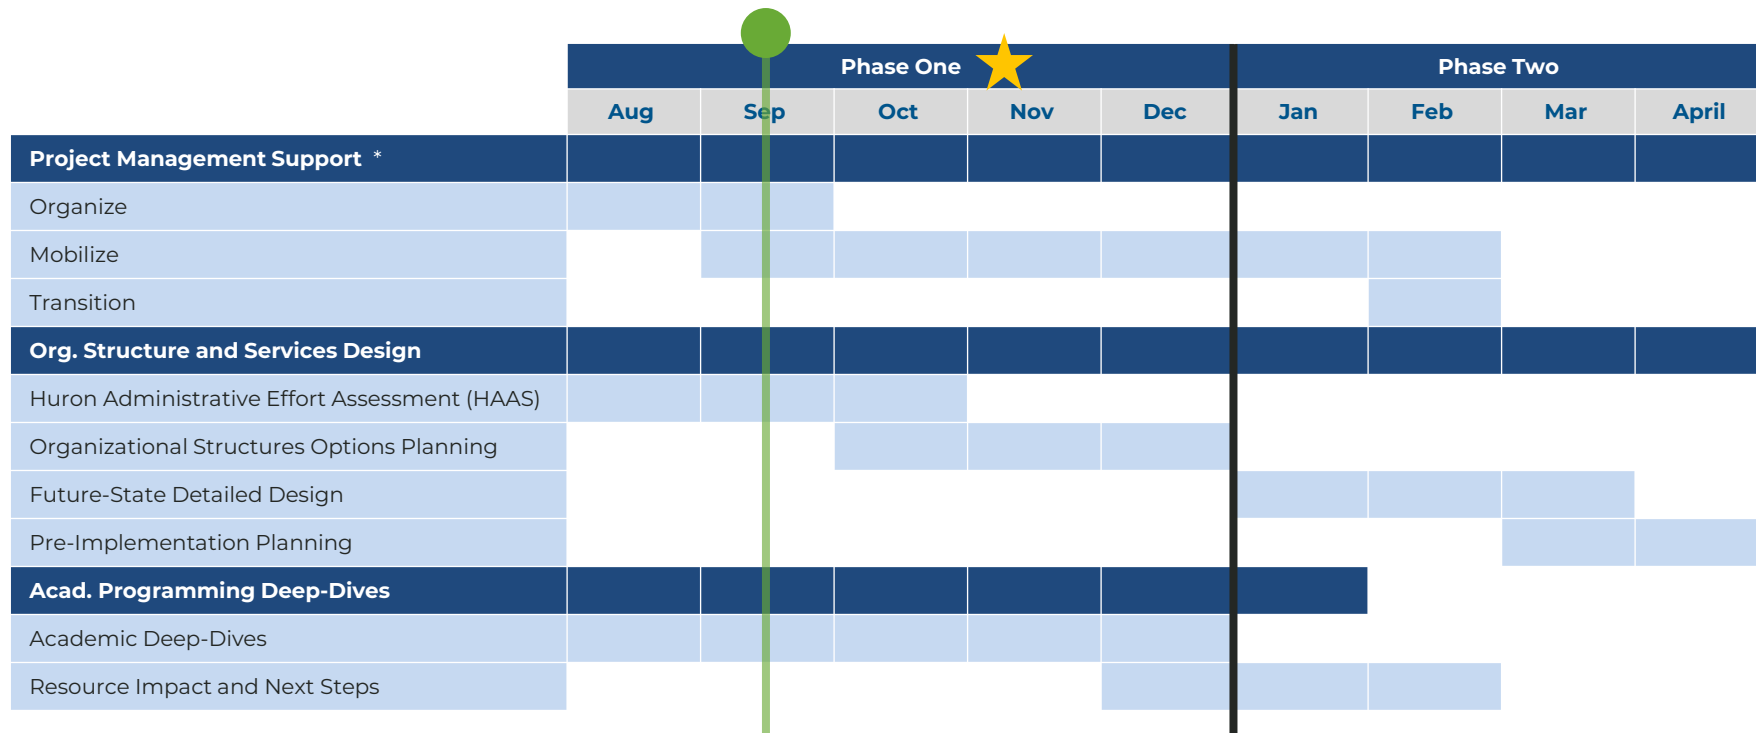 Phase One
Phase Two
Aug Sep Oct Nov Dec Jan Feb Mar April
Project Management Support *
Organize
Mobilize
Transition
Org. Structure and Services Design
Huron Administrative Effort Assessment (HAAS)
Organizational Structures Options Planning
Future-State Detailed Design
Pre-Implementation Planning
Acad. Programming Deep-Dives
Academic Deep-Dives
Resource Impact and Next Steps